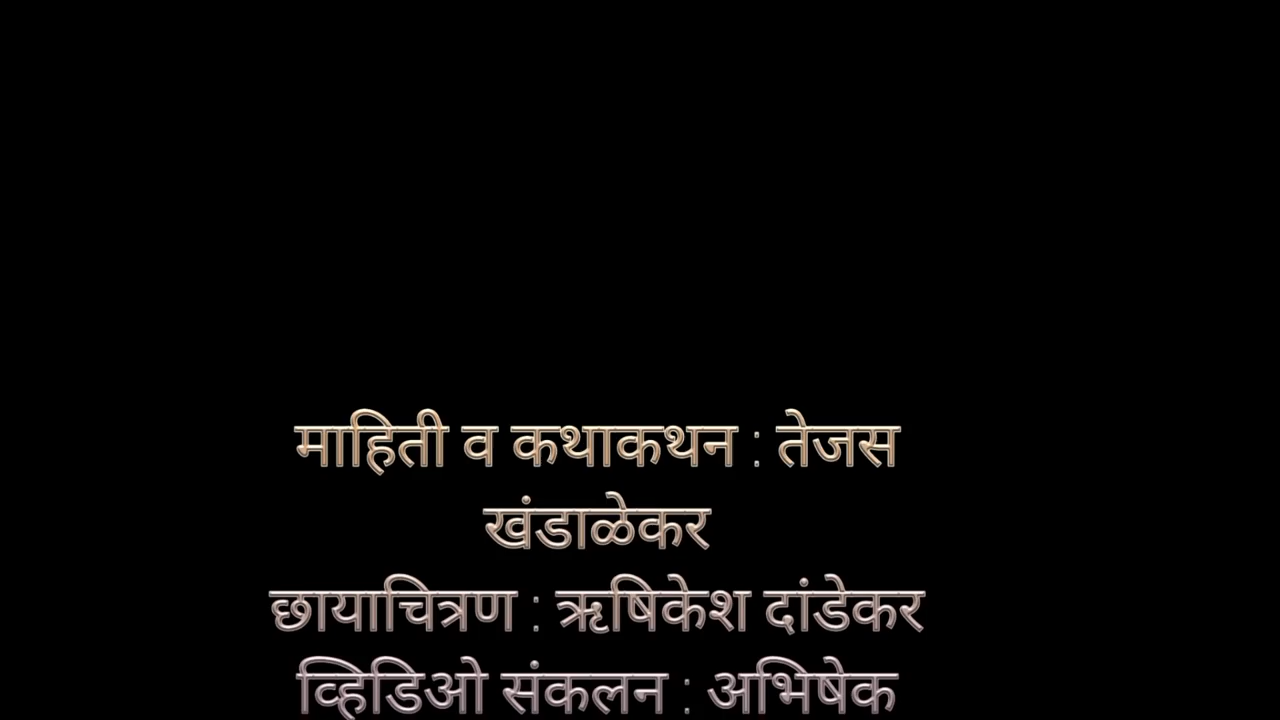 माहिती व कथाकथन : तेजस
खंडाळेकर
छायाचित्रण : ऋषिकेश दांडेकर
व्हिडिओ संकलन : अभिषेक